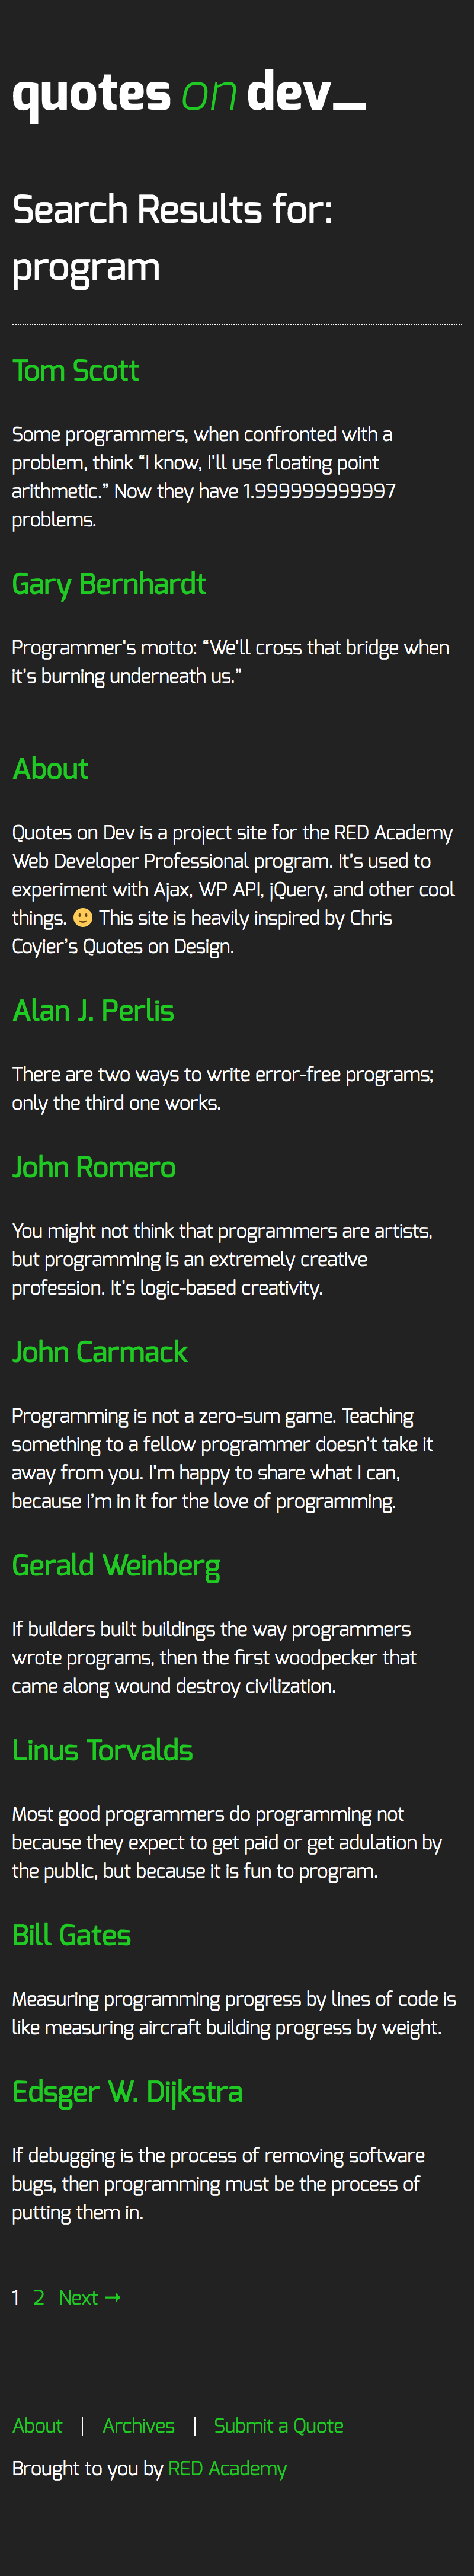 quotes on dev_
Search Results for:
program
Tom Scott
Some programmers, when confronted with a
problem, think “I know, I’ll use floating point
arithmetic.” Now they have 1.999999999997
problems.
Gary Bernhardt
Programmer’s motto: “We’ll cross that bridge when
it’s burning underneath us.”
About
Quotes on Dev is a project site for the RED Academy
Web Developer Professional program. It’s used to
experiment with Ajax, WP API, jQuery, and other cool
things. 🙂 This site is heavily inspired by Chris
Coyier’s Quotes on Design.
Alan J. Perlis
There are two ways to write error-free programs;
only the third one works.
John Romero
You might not think that programmers are artists,
but programming is an extremely creative
profession. It’s logic-based creativity.
John Carmack
Programming is not a zero-sum game. Teaching
something to a fellow programmer doesn’t take it
away from you. I’m happy to share what I can,
because I’m in it for the love of programming.
Gerald Weinberg
If builders built buildings the way programmers
wrote programs, then the first woodpecker that
came along wound destroy civilization.
Linus Torvalds
Most good programmers do programming not
because they expect to get paid or get adulation by
the public, but because it is fun to program.
Bill Gates
Measuring programming progress by lines of code is
like measuring aircraft building progress by weight.
Edsger W. Dijkstra
If debugging is the process of removing software
bugs, then programming must be the process of
putting them in.
1 2 Next →
About | Archives | Submit a Quote
Brought to you by RED Academy